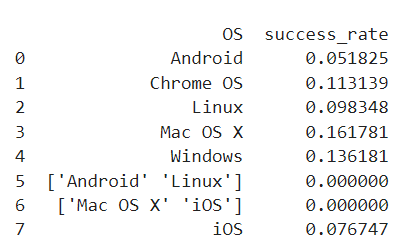 OS success_rate
0 Android 0.051825
1 Chrome OS 0.113139
2 Linux 0.098348
3 Mac OS X 0.161781
4 Windows 0.136181
5 ['Android' 'Linux'] 0.000000
6 ['Mac OS X' 'iOS'] 0.000000
7 iOS 0.076747